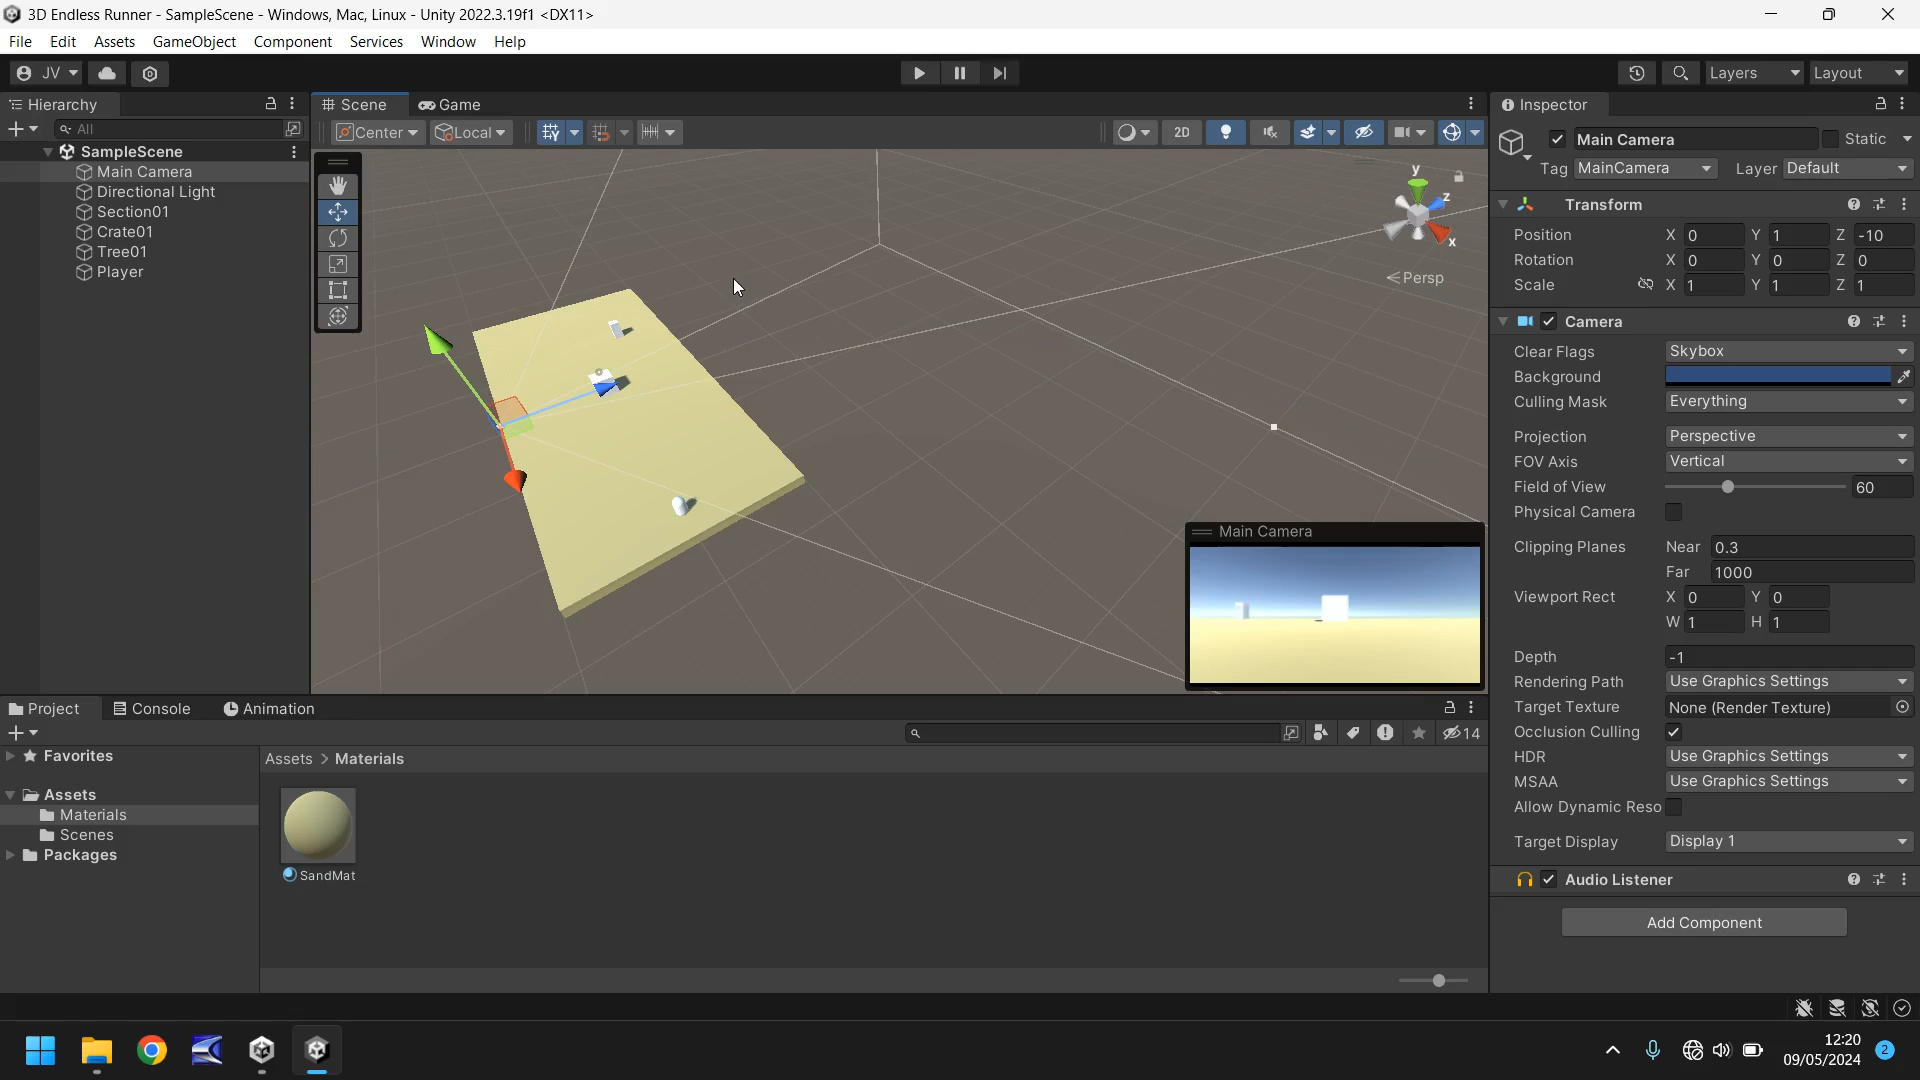 3D Endless Runner - SampleScene - Windows, Mac, Linux - Unity 2022.3.19f1 <DX11>
File Edit Assets GameObject Component Services Window Help
JV Layers Layout
Hierarchy
All
SampleScene
Main Camera
Directional Light
Section01
Crate01
Tree01
Player
Scene Game
Center Local 2D
y
z
x
Persp
Main Camera
Inspector
Main Camera Static
Tag MainCamera Layer Default
Transform
Position X 0 Y 1 Z -10
Rotation X 0 Y 0 Z 0
Scale X 1 Y 1 Z 1
Camera
Clear Flags Skybox
Background
Culling Mask Everything
Projection Perspective
FOV Axis Vertical
Field of View 60
Physical Camera
Clipping Planes Near 0.3
Far 1000
Viewport Rect X 0 Y 0
W 1 H 1
Depth -1
Rendering Path Use Graphics Settings
Target Texture None (Render Texture)
Occlusion Culling
HDR Use Graphics Settings
MSAA Use Graphics Settings
Allow Dynamic Reso
Target Display Display 1
Audio Listener
Add Component
Project Console Animation
14
Favorites
Assets
Materials
Scenes
Packages
Assets > Materials
SandMat
12:20
09/05/2024
2